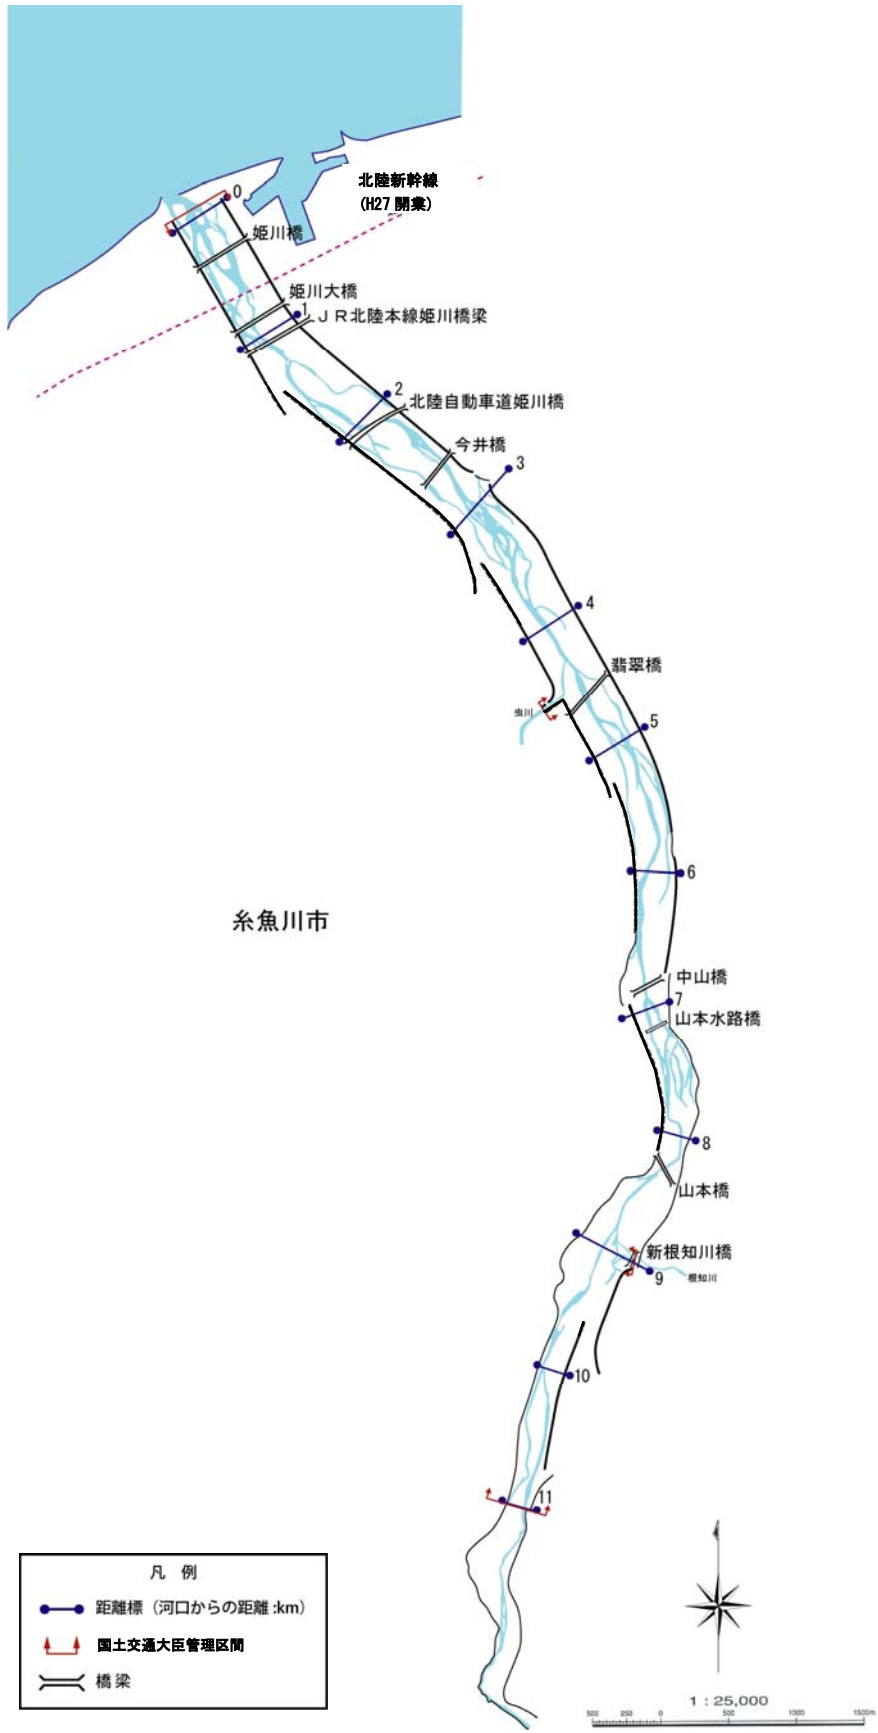 北陸新幹線
(H27 開業)
0
姫川橋
姫川大橋
1
JR北陸本線姫川橋梁
2
北陸自動車道姫川橋
今井橋
3
4
翡翠橋
虫川
5
6
糸魚川市
中山橋
7
山本水路橋
8
山本橋
新根知川橋
9
根知川
10
11
凡 例
距離標 (河口からの距離:km)
国土交通大臣管理区間
橋梁
1:25,000
500 250 0 500 1000 1500m